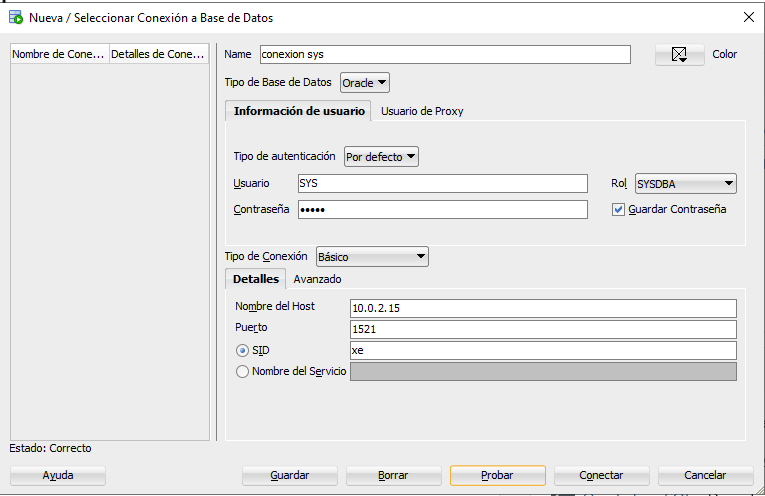 Nueva / Seleccionar Conexión a Base de Datos
Nombre de Cone... Detalles de Cone...
Name conexion sys Color
Tipo de Base de Datos Oracle
Información de usuario Usuario de Proxy
Tipo de autenticación Por defecto
Usuario SYS Rol SYSDBA
Contraseña ••••• Guardar Contraseña
Tipo de Conexión Básico
Detalles Avanzado
Nombre del Host 10.0.2.15
Puerto 1521
SID xe
Nombre del Servicio
Estado: Correcto
Ayuda Guardar Borrar Probar Conectar Cancelar